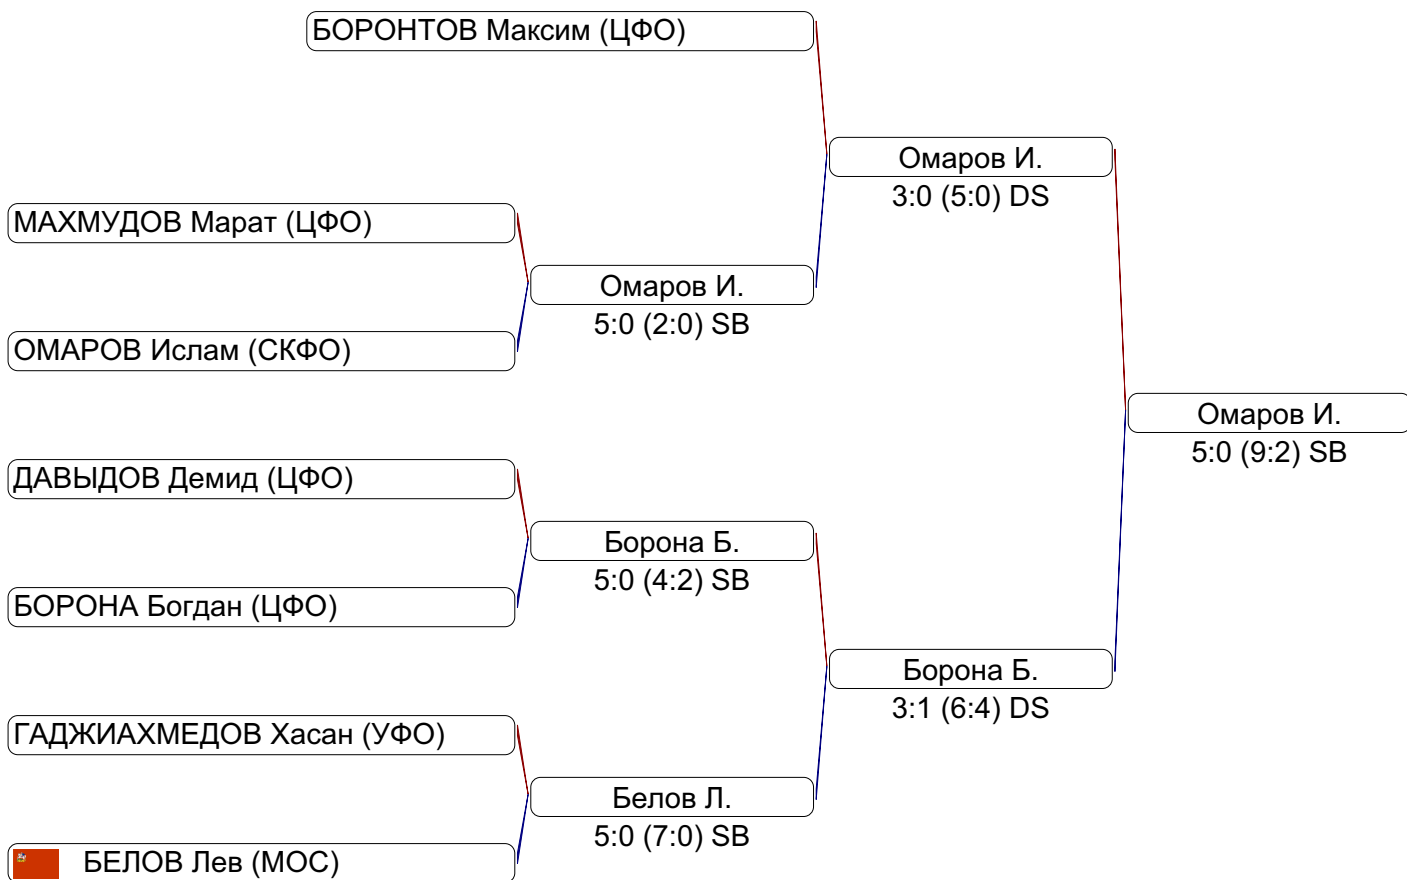 БОРОНТОВ Максим (ЦФО)
Омаров И.
3:0 (5:0) DS
МАХМУДОВ Марат (ЦФО)
Омаров И.
5:0 (2:0) SB
ОМАРОВ Ислам (СКФО)
Омаров И.
5:0 (9:2) SB
ДАВЫДОВ Демид (ЦФО)
Борона Б.
5:0 (4:2) SB
БОРОНА Богдан (ЦФО)
Борона Б.
3:1 (6:4) DS
ГАДЖИАХМЕДОВ Хасан (УФО)
Белов Л.
5:0 (7:0) SB
БЕЛОВ Лев (МОС)